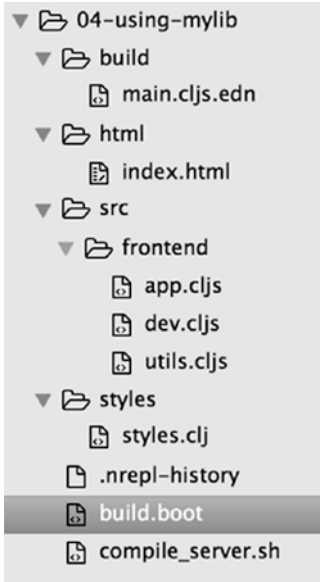 04-using-mylib
build
main.cljs.edn
html
index.html
src
frontend
app.cljs
dev.cljs
utils.cljs
styles
styles.clj
.nrepl-history
build.boot
compile_server.sh